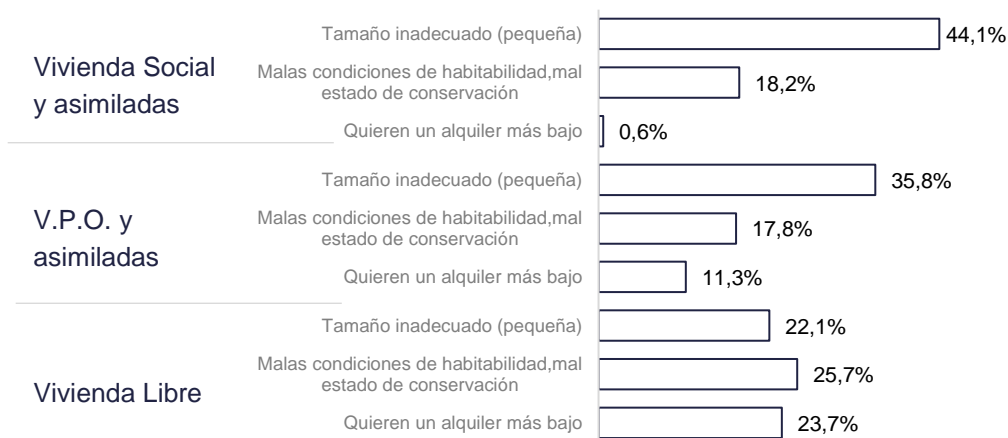 Vivienda Social
y asimiladas
Tamaño inadecuado (pequeña)
44,1%
Malas condiciones de habitabilidad,mal
estado de conservación
18,2%
Quieren un alquiler más bajo
0,6%
V.P.O. y
asimiladas
Tamaño inadecuado (pequeña)
35,8%
Malas condiciones de habitabilidad,mal
estado de conservación
17,8%
Quieren un alquiler más bajo
11,3%
Vivienda Libre
Tamaño inadecuado (pequeña)
22,1%
Malas condiciones de habitabilidad,mal
estado de conservación
25,7%
Quieren un alquiler más bajo
23,7%